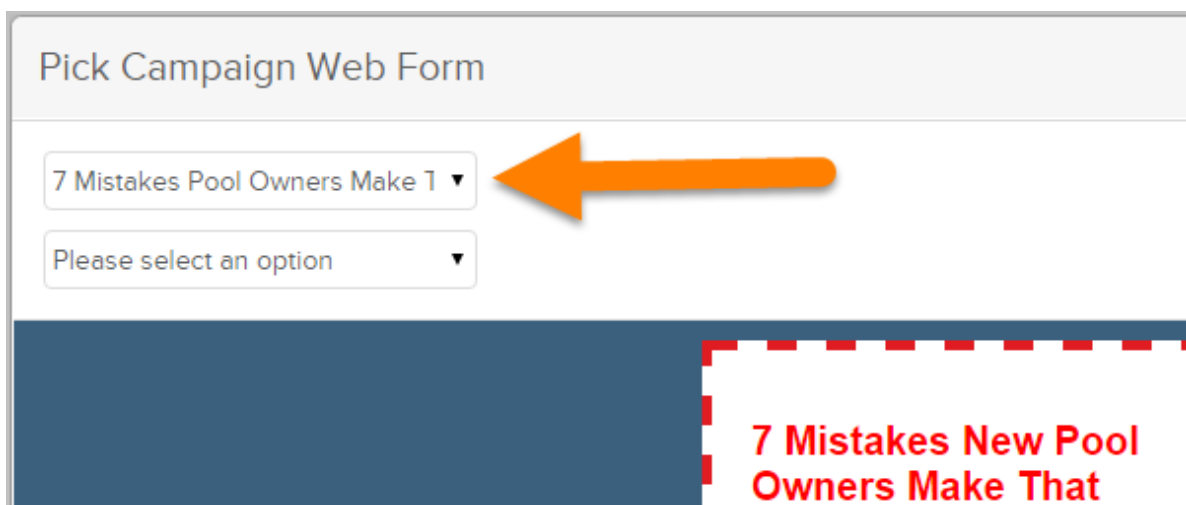 Pick Campaign Web Form
7 Mistakes Pool Owners Make
Please select an option
7 Mistakes New Pool
Owners Make That